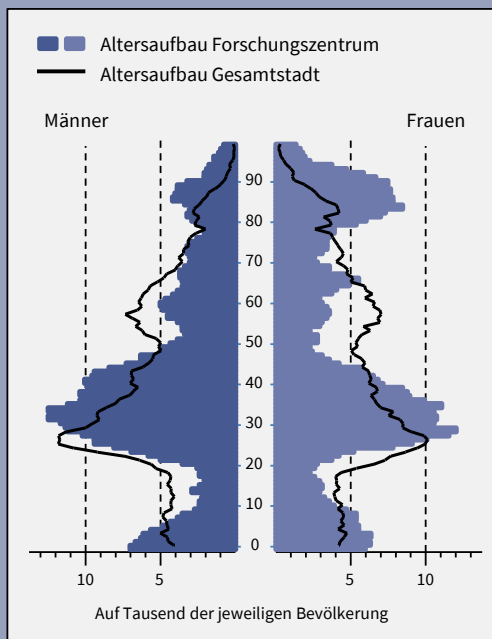 Altersaufbau Forschungszentrum
Altersaufbau Gesamtstadt
Männer Frauen
90
80
70
60
50
40
30
20
10
0
10 5 5 10
Auf Tausend der jeweiligen Bevölkerung